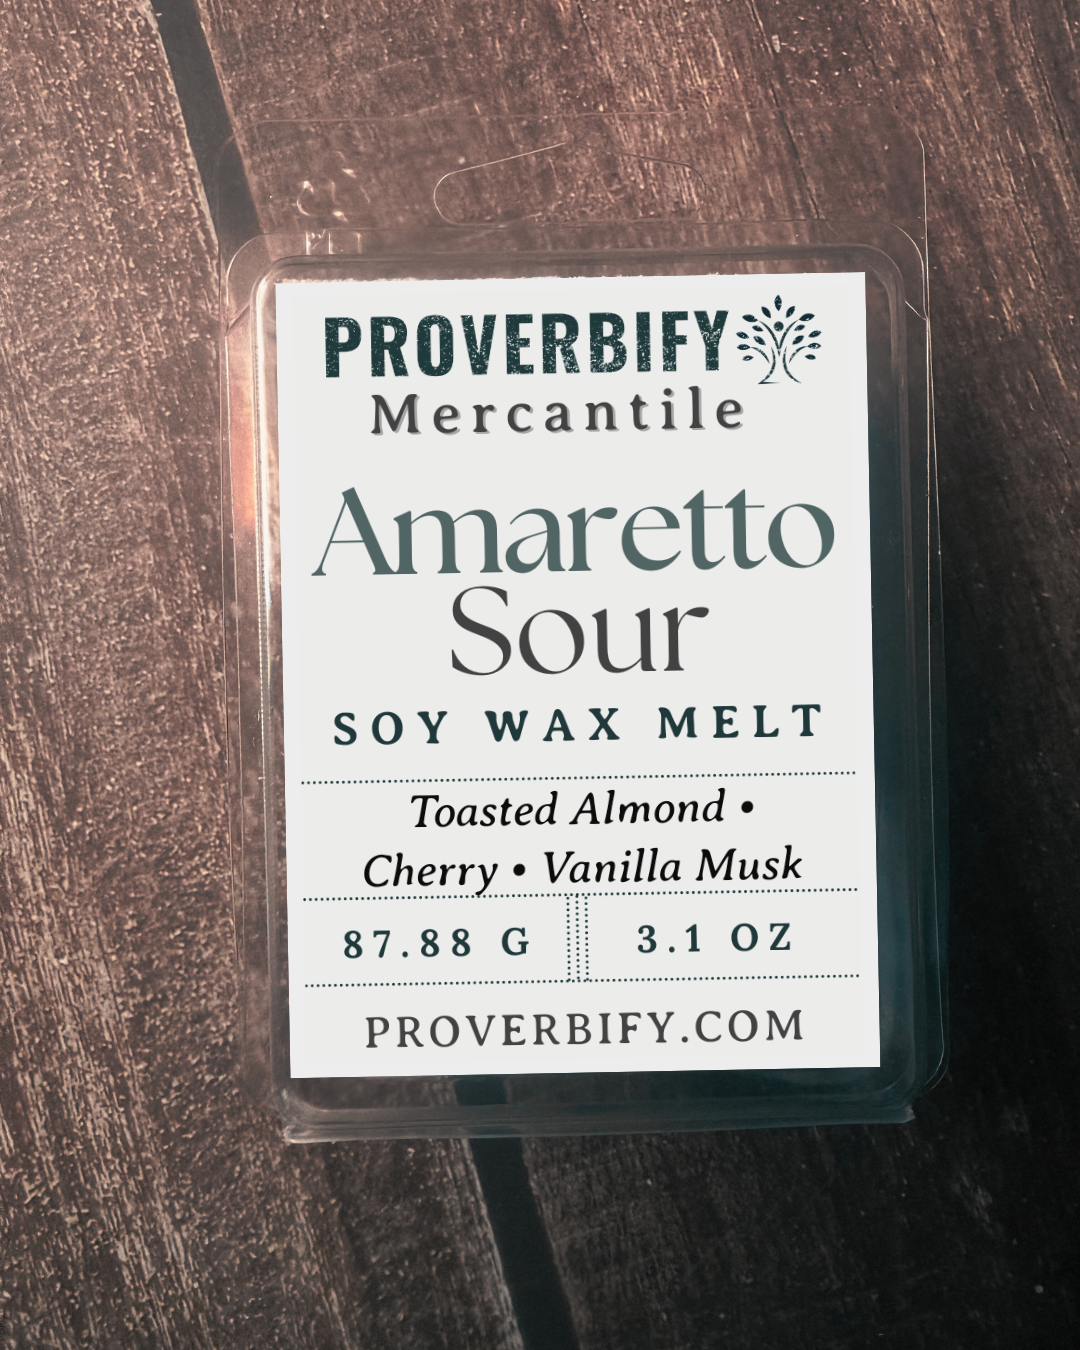 PROVERBIFY
Mercantile
Amaretto
Sour
SOY WAX MELT
Toasted Almond •
Cherry • Vanilla Musk
87.88 G 3.1 OZ
PROVERBIFY.COM